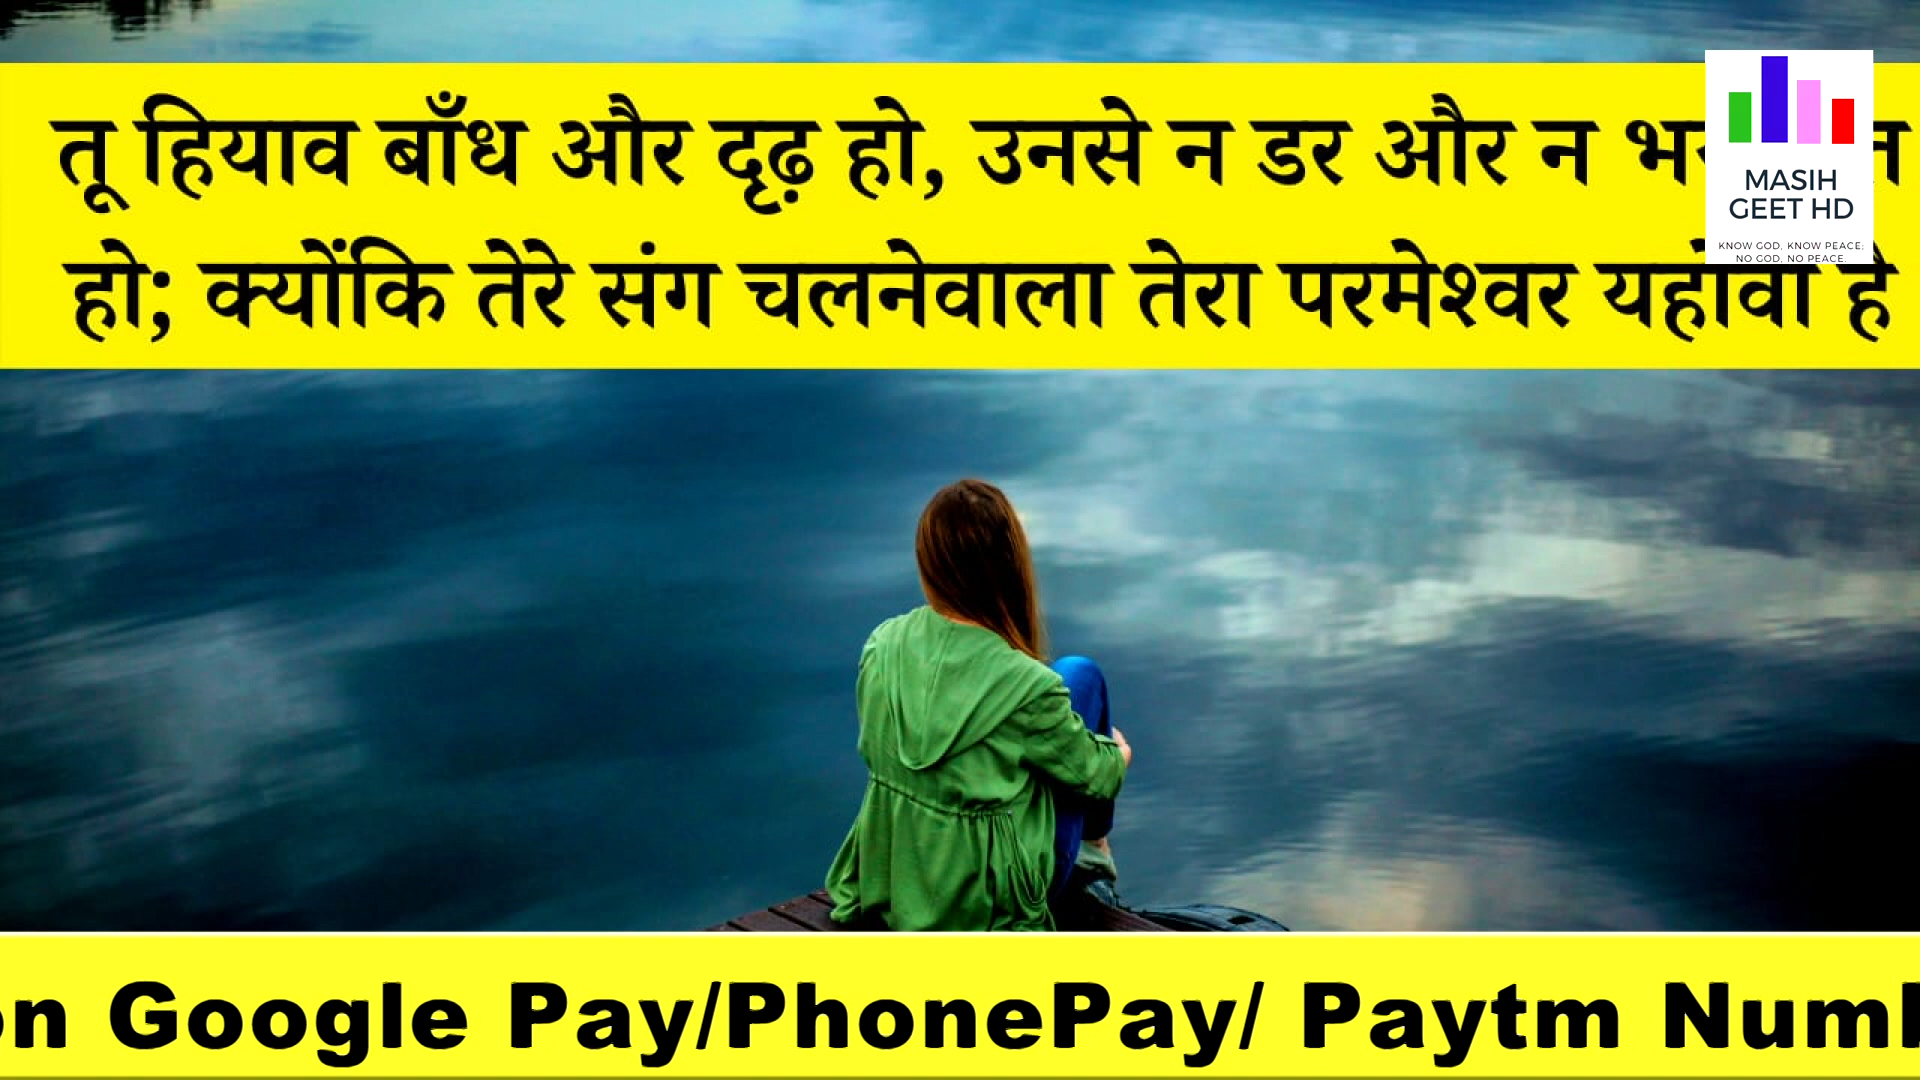 तू हियाव बाँध और दृढ़ हो, उनसे न डर और न
हो; क्योंकि तेरे संग चलनेवाला तेरा परमेश्वर यहोवा है
MASIH
GEET HD
KNOW GOD, KNOW PEACE;
NO GOD, NO PEACE.
on Google Pay/PhonePay/ Paytm